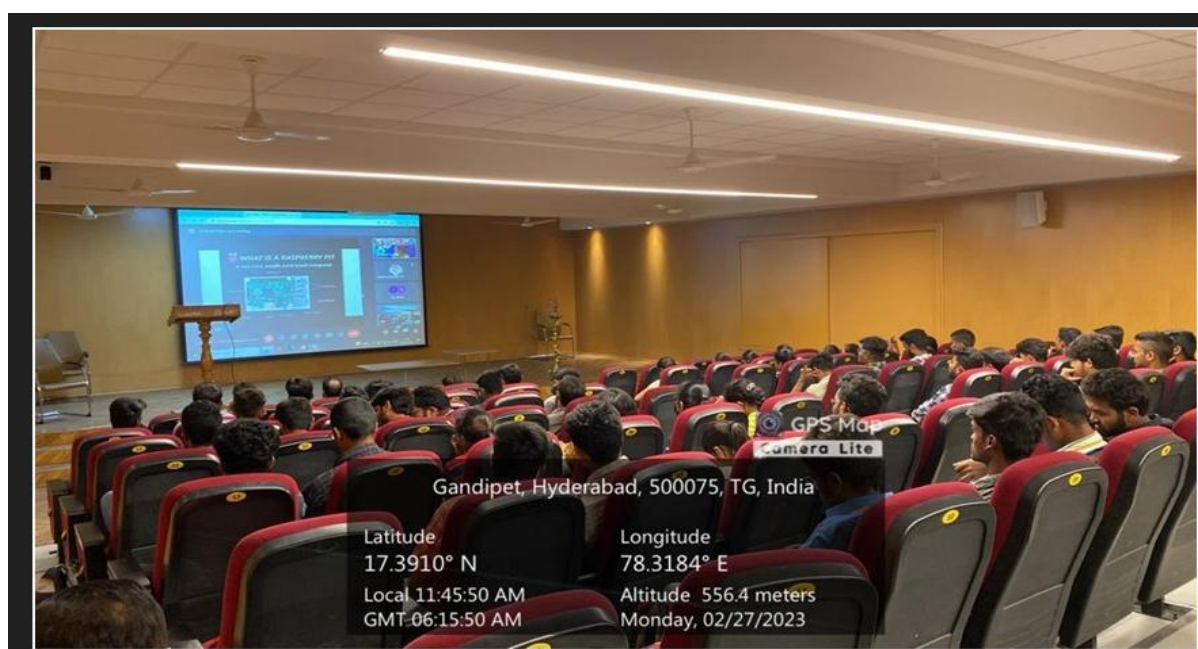 WHAT IS A RASPBERRY PI?
GPS Map
Camera Lite
Gandipet, Hyderabad, 500075, TG, India
Latitude
17.3910° N
Longitude
78.3184° E
Local 11:45:50 AM
GMT 06:15:50 AM
Altitude 556.4 meters
Monday, 02/27/2023